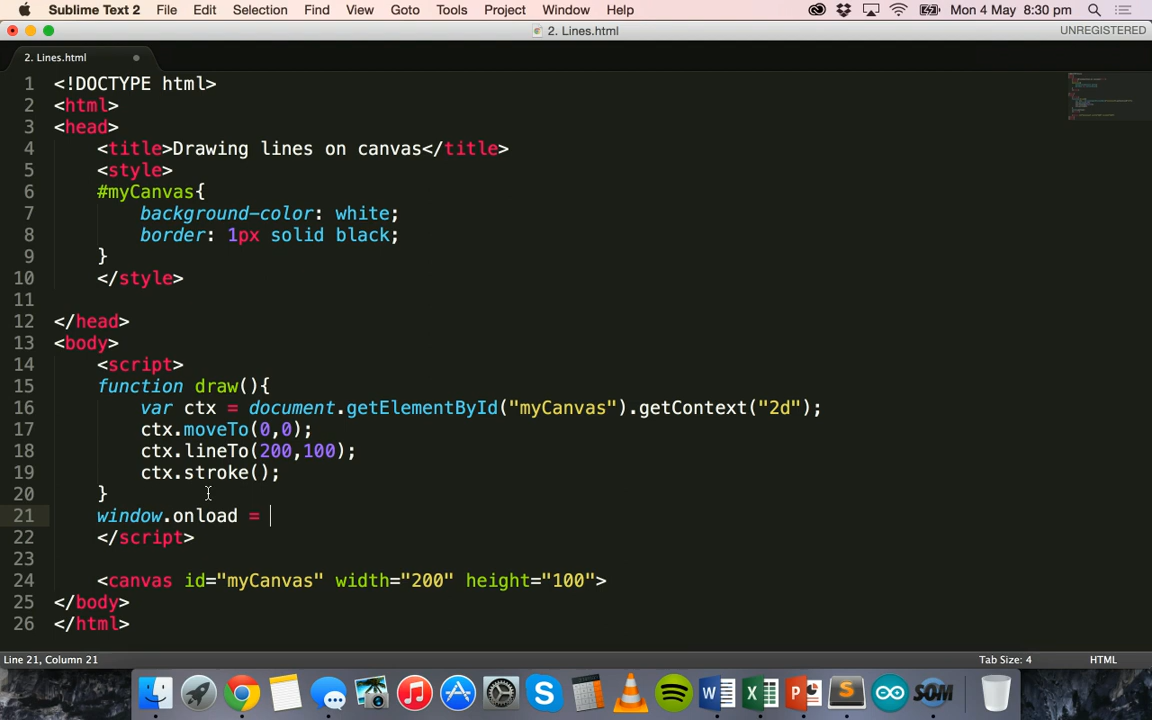 Sublime Text 2 File Edit Selection Find View Goto Tools Project Window Help Mon 4 May 8:30 pm
2. Lines.html UNREGISTERED
2. Lines.html
1 <!DOCTYPE html>
2 <html>
3 <head>
4 <title>Drawing lines on canvas</title>
5 <style>
6 #myCanvas{
7 background-color: white;
8 border: 1px solid black;
9 }
10 </style>
11
12 </head>
13 <body>
14 <script>
15 function draw(){
16 var ctx = document.getElementById("myCanvas").getContext("2d");
17 ctx.moveTo(0,0);
18 ctx.lineTo(200,100);
19 ctx.stroke();
20 }
21 window.onload =
22 </script>
23
24 <canvas id="myCanvas" width="200" height="100">
25 </body>
26 </html>
Line 21, Column 21 Tab Size: 4 HTML
SOM